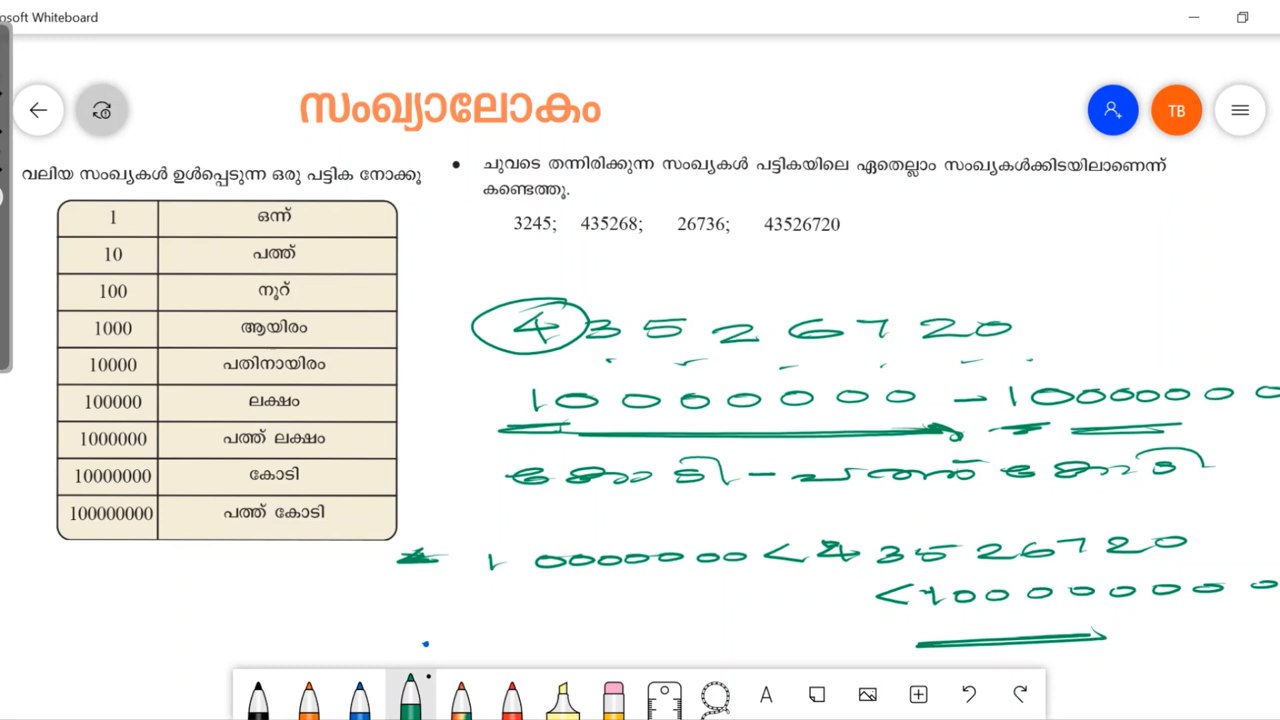 osoft Whiteboard
TB
സംഖ്യാലോകം
വലിയ സംഖ്യകൾ ഉൾപ്പെടുന്ന ഒരു പട്ടിക നോക്കൂ
1 ഒന്ന്
10 പത്ത്
100 നൂറ്
1000 ആയിരം
10000 പതിനായിരം
100000 ലക്ഷം
1000000 പത്ത് ലക്ഷം
10000000 കോടി
100000000 പത്ത് കോടി
• ചുവടെ തന്നിരിക്കുന്ന സംഖ്യകൾ പട്ടികയിലെ ഏതെല്ലാം സംഖ്യകൾക്കിടയിലാണെന്ന്
കണ്ടെത്തൂ.
3245; 435268; 26736; 43526720
43526720
10000000 - 10000000
കോടി - പത്ത് കോടി
10000000 < 43526720
< 100000000
A